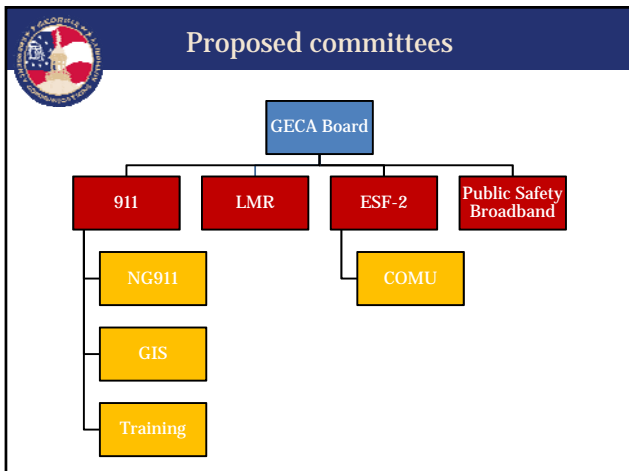 Proposed committees
GECA Board
911
LMR
ESF-2
Public Safety
Broadband
NG911
COMU
GIS
Training